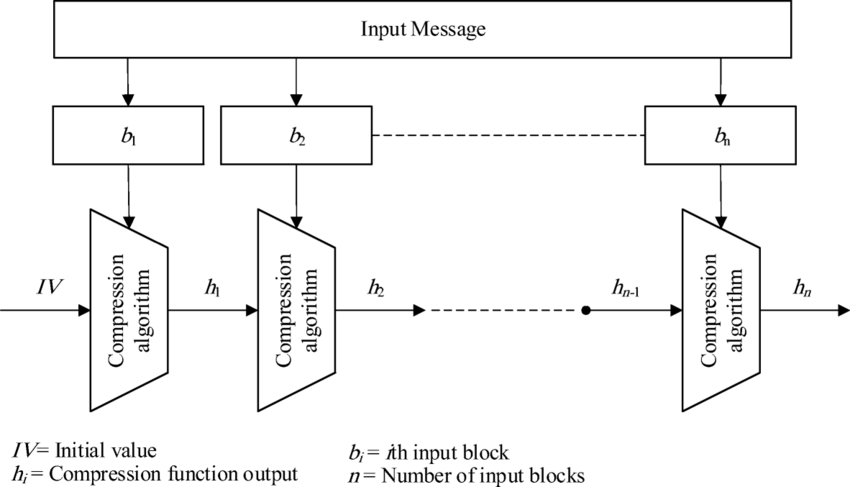 Input Message
b1 b2 bn
Compression algorithm Compression algorithm Compression algorithm
IV h1 h2 hn-1 hn
IV= Initial value
bi = ith input block
hi = Compression function output
n = Number of input blocks